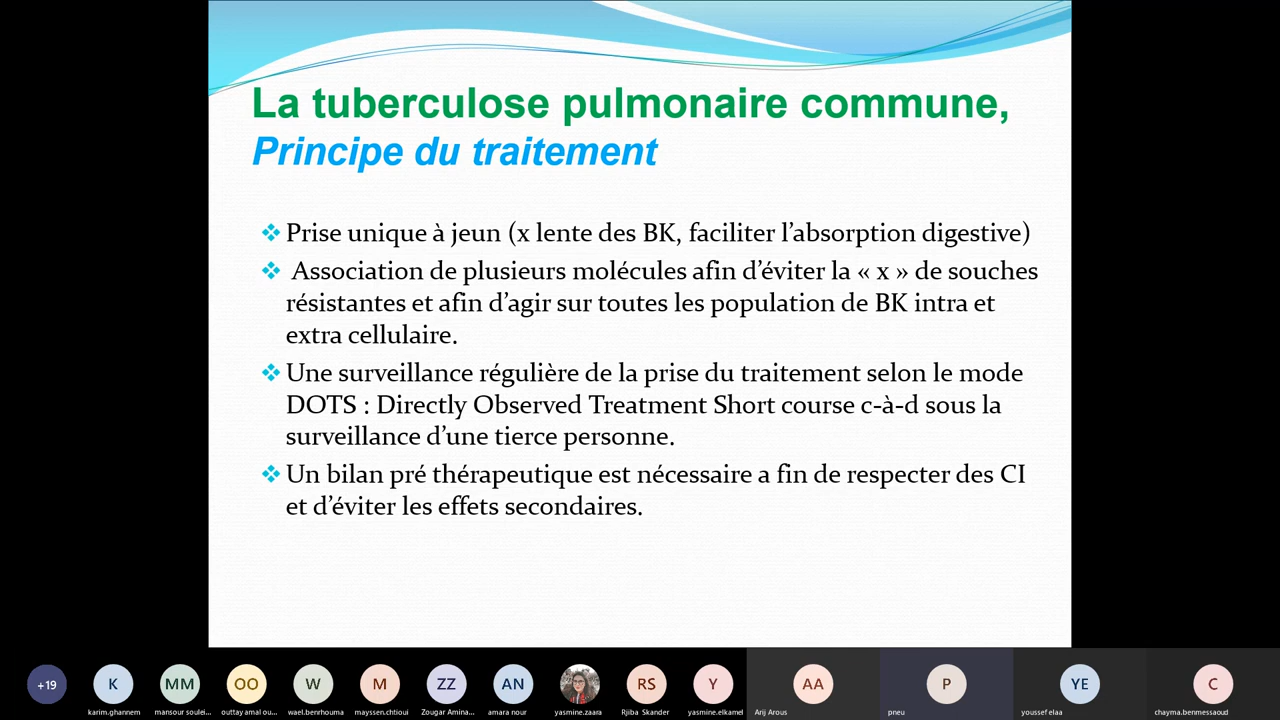 La tuberculose pulmonaire commune,
Principe du traitement
Prise unique à jeun (x lente des BK, faciliter l’absorption digestive)
Association de plusieurs molécules afin d’éviter la « x » de souches
résistantes et afin d’agir sur toutes les population de BK intra et
extra cellulaire.
Une surveillance régulière de la prise du traitement selon le mode
DOTS : Directly Observed Treatment Short course c-à-d sous la
surveillance d’une tierce personne.
Un bilan pré thérapeutique est nécessaire a fin de respecter des CI
et d’éviter les effets secondaires.
+19 K MM OO W M ZZ AN RS Y AA P YE C
karim.ghannem mansour soulei... outtay amal ou... wael.benrhouma mayssen.chtioui Zougar Amina... amara nour yasmine.zaara Rjiba Skander yasmine.elkamel Arij Arous pneu youssef elaa chayma.benmessaoud